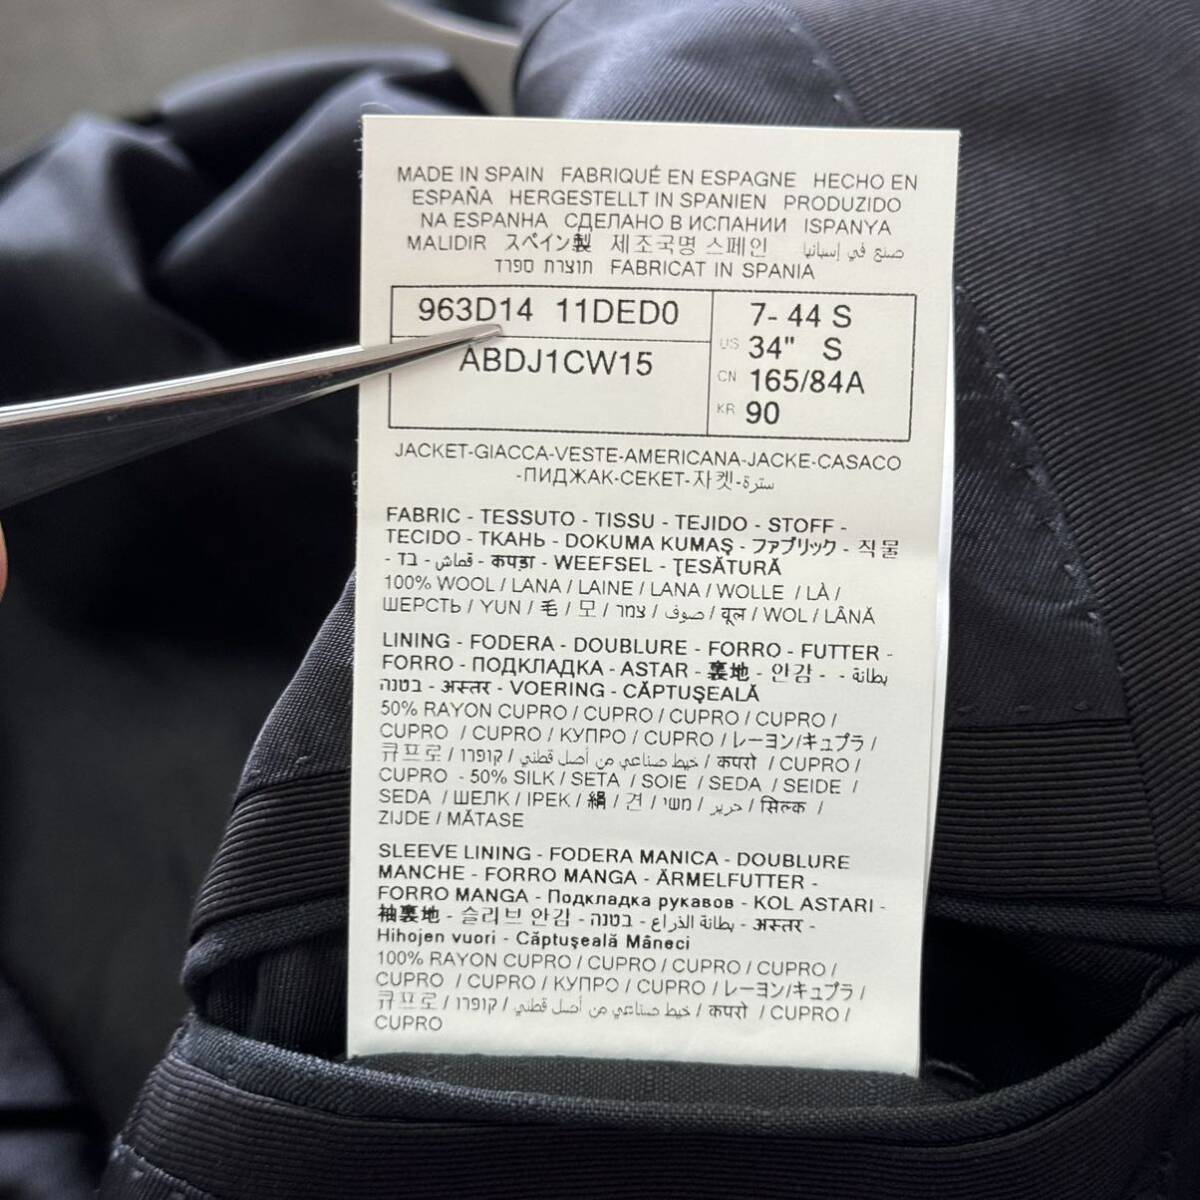 MADE IN SPAIN FABRIQUÉ EN ESPAGNE HECHO EN
ESPAÑA HERGESTELLT IN SPANIEN PRODUZIDO
NA ESPANHA СДЕЛАНО В ИСПАНИИ ISPANYA
MALIDIR スペイン製 제조국명 스페인 صنع في إسبانيا
תוצרת ספרד FABRICAT IN SPANIA
963D14 11DED0
ABDJ1CW15
7- 44 S
US 34" S
CN 165/84A
KR 90
JACKET-GIACCA-VESTE-AMERICANA-JACKE-CASACO
-ПИДЖАК-CEKET-자켓-سترة
FABRIC - TESSUTO - TISSU - TEJIDO - STOFF -
TECIDO - ТКАНЬ - DOKUMA KUMAŞ - ファブリック - 직물
- קماش - कपड़ा - WEEFSEL - ŢESĂTURĂ
100% WOOL / LANA / LAINE / LANA / WOLLE / LÀ /
ШЕРСТЬ / YUN / 毛 / 모 / צמר / صوف / वूल / WOL / LÂNĂ
LINING - FODERA - DOUBLURE - FORRO - FUTTER -
FORRO - ПОДКЛАДКА - ASTAR - 裏地 - 안감 - - بطانة
בטנה - अस्तर - VOERING - CĂPTUŞEALĂ
50% RAYON CUPRO / CUPRO / CUPRO / CUPRO /
CUPRO / CUPRO / КУПРО / CUPRO / レーヨン/キュプラ /
큐프로 / קופרו / خيط صناعي من أصل قطني / कपरो / CUPRO /
CUPRO - 50% SILK / SETA / SOIE / SEDA / SEIDE /
SEDA / ШЕЛК / IPEK / 絹 / 견 / משי / حرير / सिल्क /
ZIJDE / MĂTASE
SLEEVE LINING - FODERA MANICA - DOUBLURE
MANCHE - FORRO MANGA - ÄRMELFUTTER -
FORRO MANGA - Подкладка рукавов - KOL ASTARI -
袖裏地 - 슬리브 안감 - בטנה - بطانة الذراع - अस्तर -
Hihojen vuori - Căptuşeală Mâneci
100% RAYON CUPRO / CUPRO / CUPRO / CUPRO /
CUPRO / CUPRO / КУПРО / CUPRO / レーヨン/キュプラ /
큐프로 / קופרו / خيط صناعي من أصل قطني / कपरो / CUPRO /
CUPRO